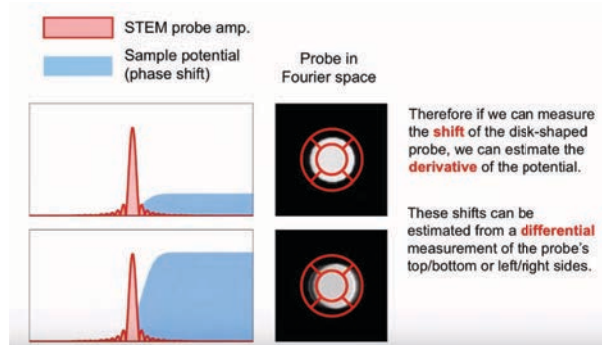 STEM probe amp.
Sample potential
(phase shift)
Probe in
Fourier space
Therefore if we can measure
the shift of the disk-shaped
probe, we can estimate the
derivative of the potential.
These shifts can be
estimated from a differential
measurement of the probe's
top/bottom or left/right sides.